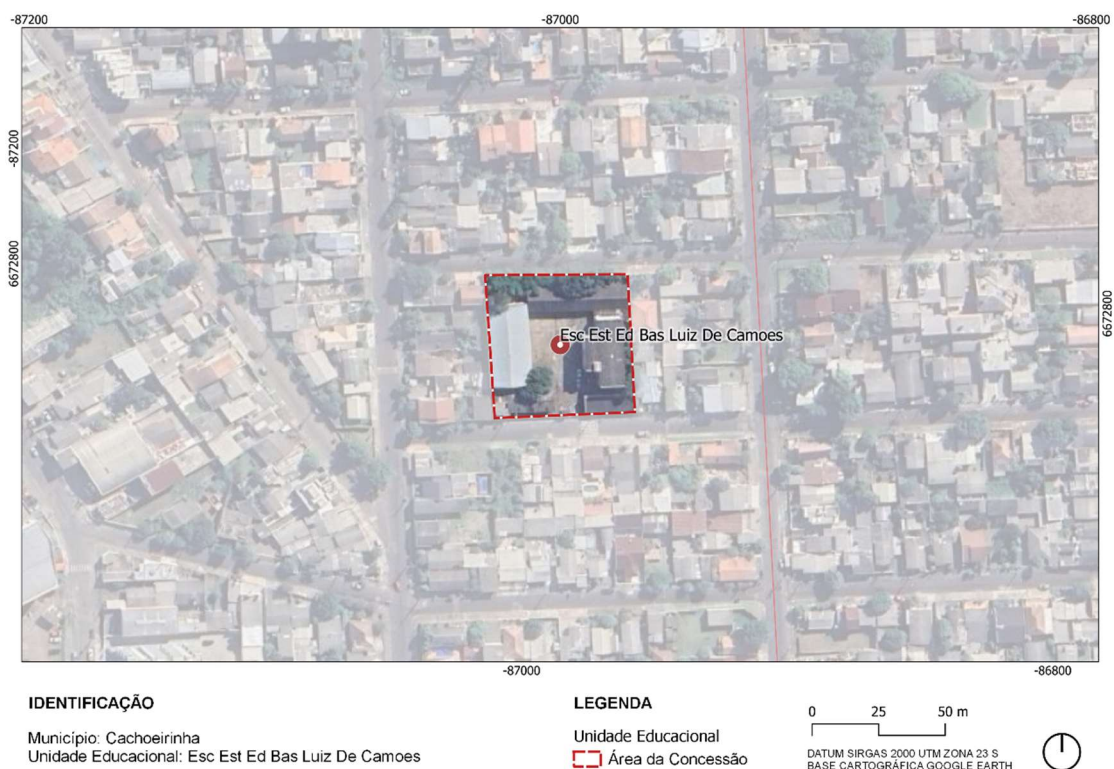 -87200 -87000 -86800
-87200
6672800
6672800
Esc Est Ed Bas Luiz De Camoes
-87000 -86800
IDENTIFICAÇÃO
Município: Cachoeirinha
Unidade Educacional: Esc Est Ed Bas Luiz De Camoes
LEGENDA
Unidade Educacional
Área da Concessão
0 25 50 m
DATUM SIRGAS 2000 UTM ZONA 23 S
BASE CARTOGRÁFICA GOOGLE EARTH